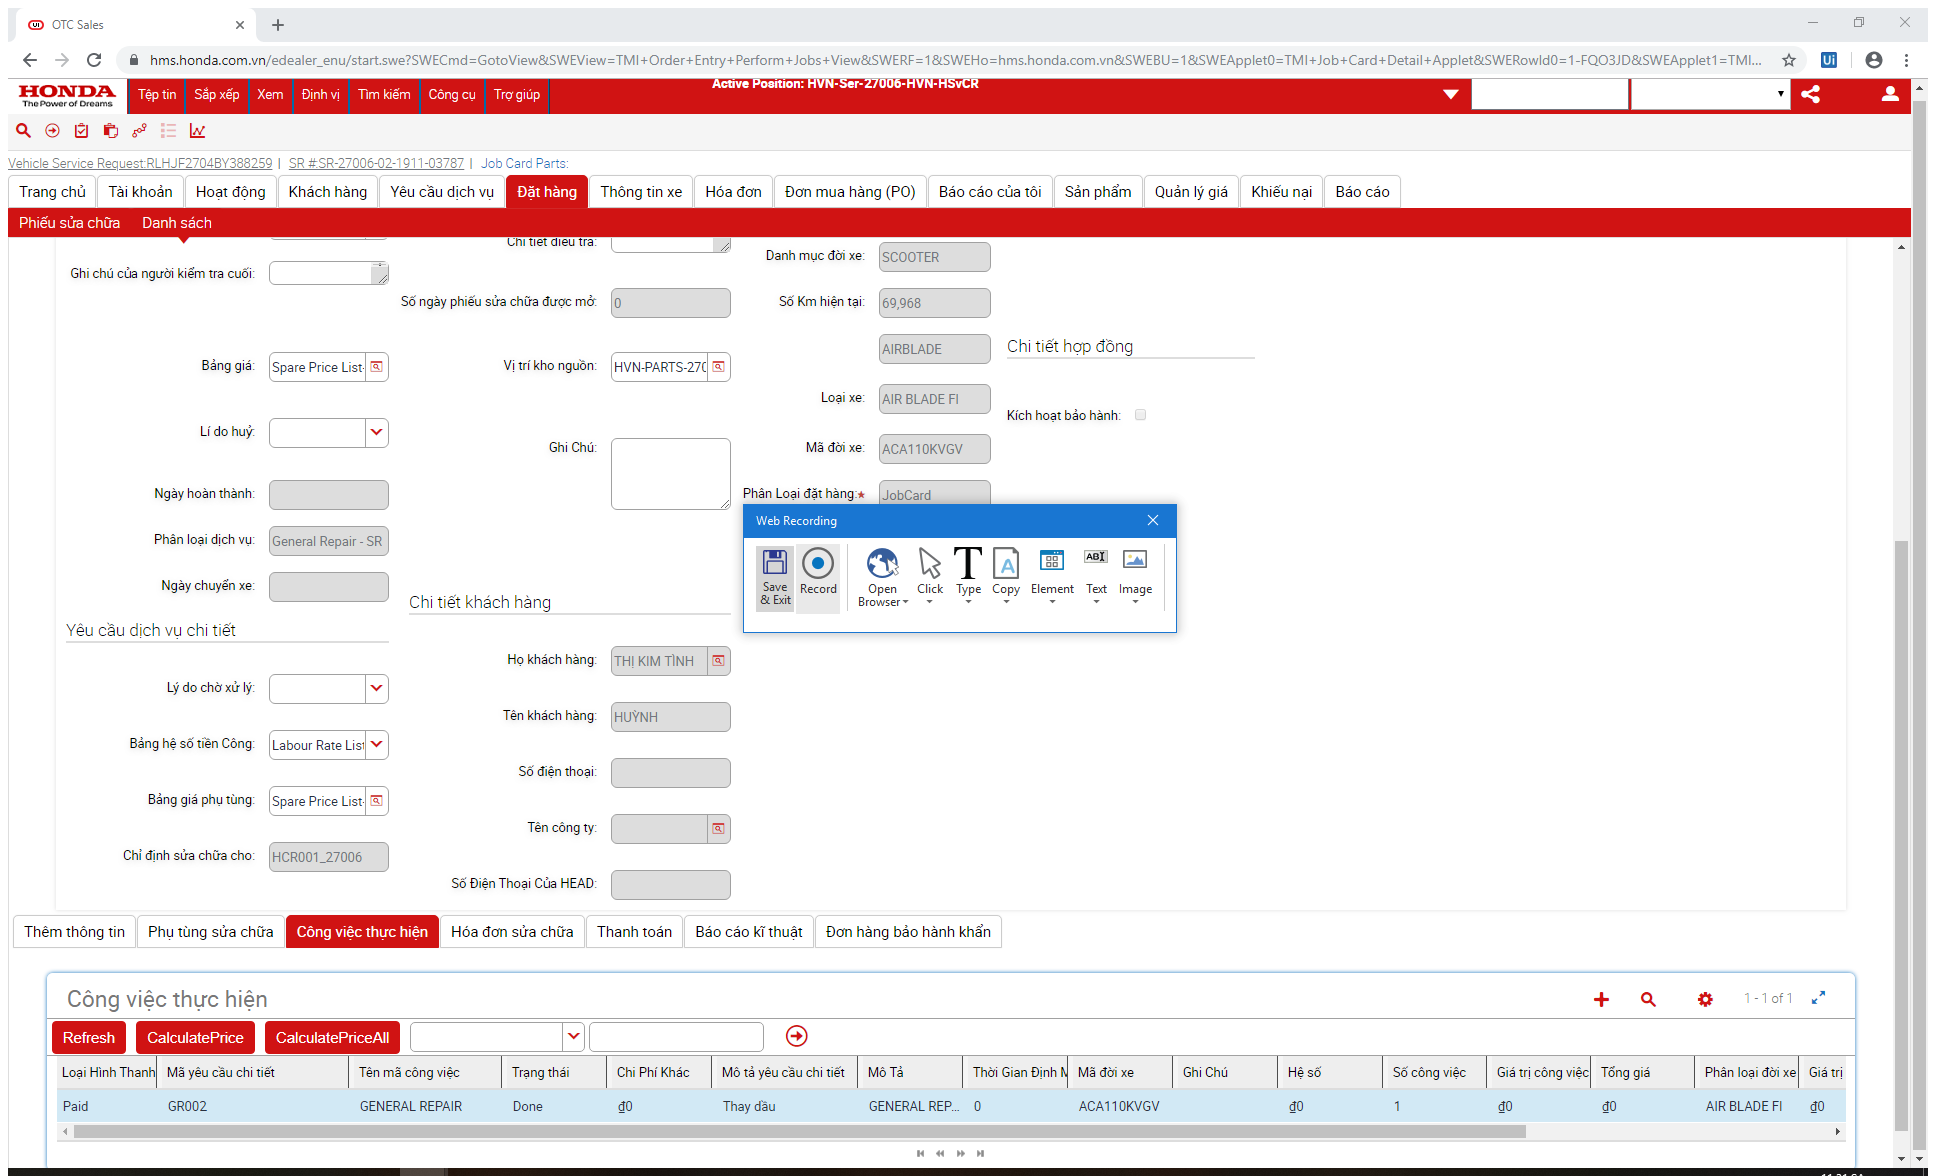 OTC Sales
hms.honda.com.vn/edealer_enu/start.swe?SWECmd=GotoView&SWEView=TMI+Order+Entry+Perform+Jobs+View&SWERF=1&SWEHo=hms.honda.com.vn&SWEBU=1&SWEApplet0=TMI+Job+Card+Detail+Applet&SWERowId0=1-FQO3JD&SWEApplet1=TMI...
Active Position: HVN-Ser-27006-HVN-HSvCR
HONDA
The Power of Dreams
Tệp tin Sắp xếp Xem Định vị Tìm kiếm Công cụ Trợ giúp
Vehicle Service Request:RLHJF2704BY388259 | SR #:SR-27006-02-1911-03787 | Job Card Parts:
Trang chủ Tài khoản Hoạt động Khách hàng Yêu cầu dịch vụ Đặt hàng Thông tin xe Hóa đơn Đơn mua hàng (PO) Báo cáo của tôi Sản phẩm Quản lý giá Khiếu nại Báo cáo
Phiếu sửa chữa Danh sách
Chi tiết điều tra:
Danh mục đời xe: SCOOTER
Ghi chú của người kiểm tra cuối:
Số ngày phiếu sửa chữa được mở: 0
Số Km hiện tại: 69,968
AIRBLADE
Chi tiết hợp đồng
Bảng giá: Spare Price List-
Vị trí kho nguồn: HVN-PARTS-270
Loại xe: AIR BLADE FI
Kích hoạt bảo hành:
Lí do huỷ:
Ghi Chú:
Mã đời xe: ACA110KVGV
Ngày hoàn thành:
Phân Loại đặt hàng:* JobCard
Web Recording
Save & Exit
Record
Open Browser
Click
Type
Copy
Element
Text
Image
ABI
Phân loại dịch vụ: General Repair - SR
Ngày chuyển xe:
Chi tiết khách hàng
Yêu cầu dịch vụ chi tiết
Họ khách hàng: THỊ KIM TÌNH
Lý do chờ xử lý:
Tên khách hàng: HUỲNH
Bảng hệ số tiền Công: Labour Rate List
Số điện thoại:
Bảng giá phụ tùng: Spare Price List-
Tên công ty:
Chỉ định sửa chữa cho: HCR001_27006
Số Điện Thoại Của HEAD:
Thêm thông tin Phụ tùng sửa chữa Công việc thực hiện Hóa đơn sửa chữa Thanh toán Báo cáo kĩ thuật Đơn hàng bảo hành khẩn
Công việc thực hiện
1 - 1 of 1
Refresh CalculatePrice CalculatePriceAll
Loại Hình Thanh Mã yêu cầu chi tiết Tên mã công việc Trạng thái Chi Phí Khác Mô tả yêu cầu chi tiết Mô Tả Thời Gian Định M Mã đời xe Ghi Chú Hệ số Số công việc Giá trị công việc Tổng giá Phân loại đời xe Giá trị
Paid GR002 GENERAL REPAIR Done ₫0 Thay dầu GENERAL REP... 0 ACA110KVGV ₫0 1 ₫0 ₫0 AIR BLADE FI ₫0